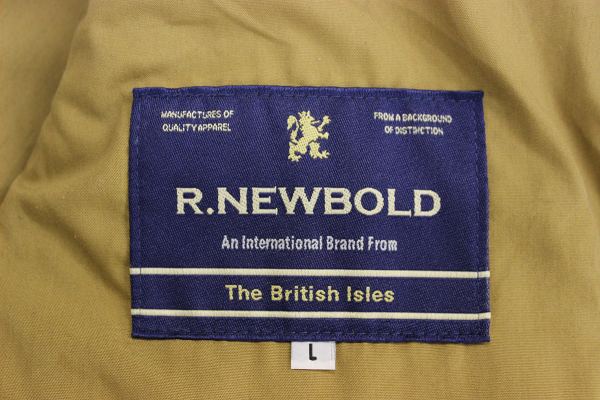 MANUFACTURES OF
QUALITY APPAREL
FROM A BACKGROUND
OF DISTINCTION
R.NEWBOLD
An International Brand From
The British Isles
L